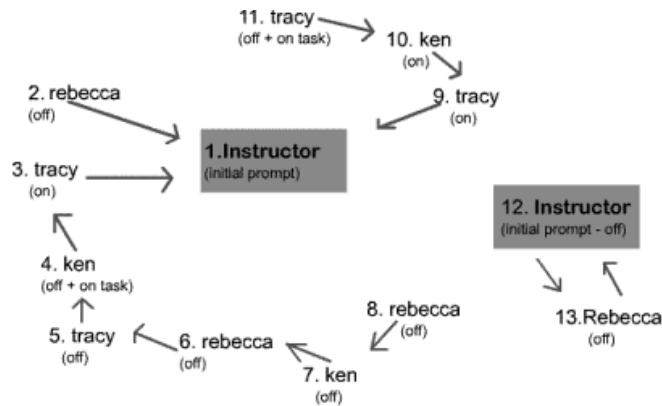 11. tracy
(off + on task)
10. ken
(on)
2. rebecca
(off)
9. tracy
(on)
1.Instructor
(initial prompt)
3. tracy
(on)
12. Instructor
(initial prompt - off)
4. ken
(off + on task)
8. rebecca
(off)
13.Rebecca
(off)
5. tracy
(off)
6. rebecca
(off)
7. ken
(off)